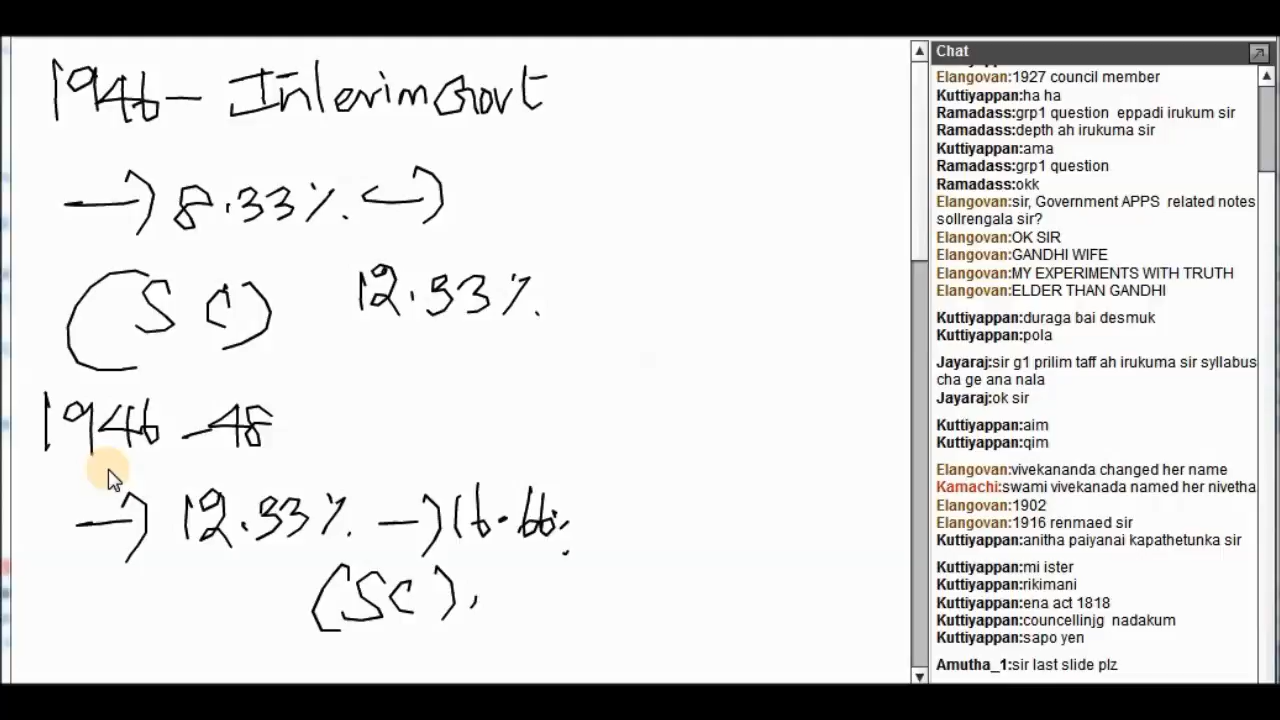 1946 - Interim Govt
→ 8.33% ↔
(SC) 12.33%.
1946 - 48
→ 12.33% → 16.66%
(SC).
Chat
Elangovan:1927 council member
Kuttiyappan:ha ha
Ramadass:grp1 question eppadi irukum sir
Ramadass:depth ah irukuma sir
Kuttiyappan:ama
Ramadass:grp1 question
Ramadass:okk
Elangovan:sir, Government APPS related notes
sollrengala sir?
Elangovan:OK SIR
Elangovan:GANDHI WIFE
Elangovan:MY EXPERIMENTS WITH TRUTH
Elangovan:ELDER THAN GANDHI
Kuttiyappan:duraga bai desmuk
Kuttiyappan:pola
Jayaraj:sir g1 prilim taff ah irukuma sir syllabus
cha ge ana nala
Jayaraj:ok sir
Kuttiyappan:aim
Kuttiyappan:qim
Elangovan:vivekananda changed her name
Kamachi:swami vivekanada named her nivetha
Elangovan:1902
Elangovan:1916 renmaed sir
Kuttiyappan:anitha paiyanai kapathetunka sir
Kuttiyappan:mi ister
Kuttiyappan:rikimani
Kuttiyappan:ena act 1818
Kuttiyappan:councellinjg nadakum
Kuttiyappan:sapo yen
Amutha_1:sir last slide plz